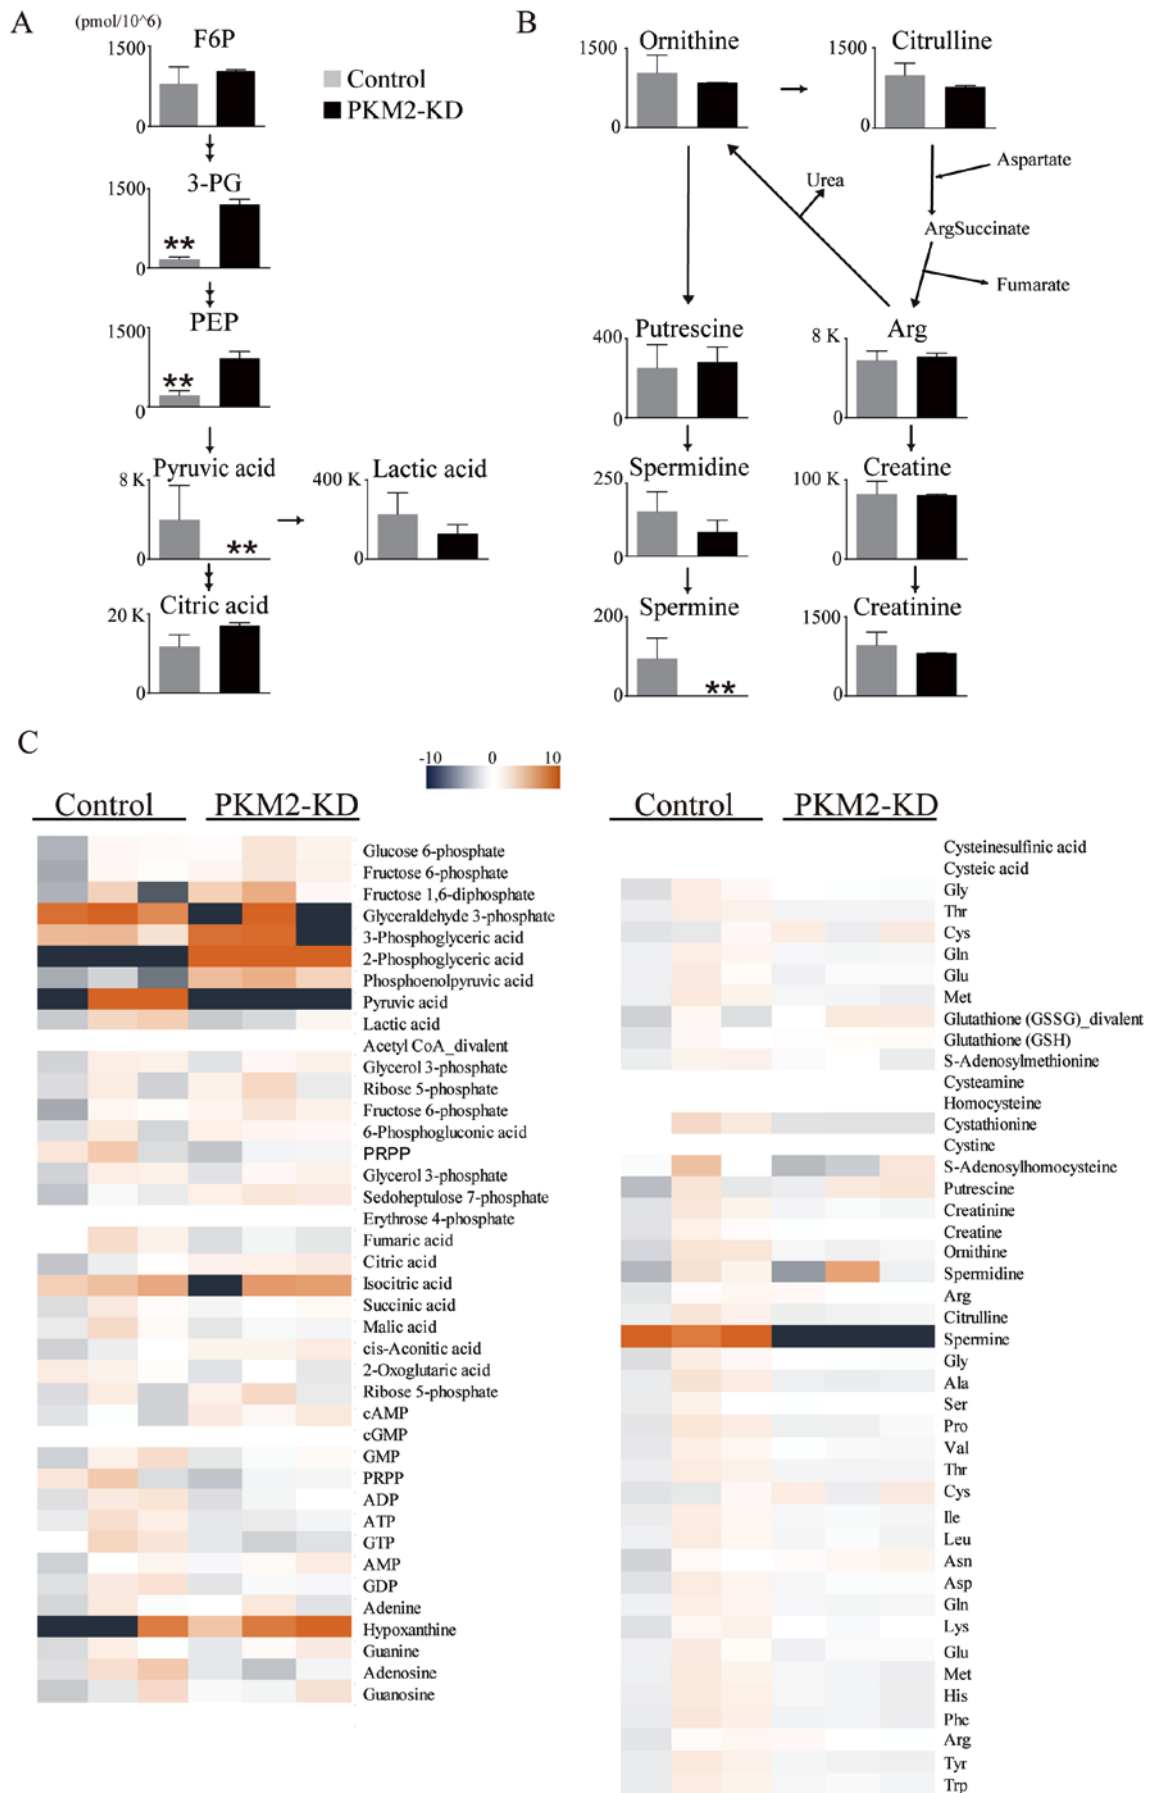 A
(pmol/10^6)
F6P
1500
0
Control
PKM2-KD
3-PG
1500
**
0
PEP
1500
**
0
Pyruvic acid
8 K
**
0
Lactic acid
400 K
0
Citric acid
20 K
0
B
Ornithine
1500
0
Citrulline
1500
0
Aspartate
Urea
ArgSuccinate
Fumarate
Putrescine
400
0
Arg
8 K
0
Spermidine
250
0
Creatine
100 K
0
Spermine
200
**
0
Creatinine
1500
0
C
-10 0 10
Control PKM2-KD
Glucose 6-phosphate
Fructose 6-phosphate
Fructose 1,6-diphosphate
Glyceraldehyde 3-phosphate
3-Phosphoglyceric acid
2-Phosphoglyceric acid
Phosphoenolpyruvic acid
Pyruvic acid
Lactic acid
Acetyl CoA_divalent
Glycerol 3-phosphate
Ribose 5-phosphate
Fructose 6-phosphate
6-Phosphogluconic acid
PRPP
Glycerol 3-phosphate
Sedoheptulose 7-phosphate
Erythrose 4-phosphate
Fumaric acid
Citric acid
Isocitric acid
Succinic acid
Malic acid
cis-Aconitic acid
2-Oxoglutaric acid
Ribose 5-phosphate
cAMP
cGMP
GMP
PRPP
ADP
ATP
GTP
AMP
GDP
Adenine
Hypoxanthine
Guanine
Adenosine
Guanosine
Control PKM2-KD
Cysteinesulfinic acid
Cysteic acid
Gly
Thr
Cys
Gln
Glu
Met
Glutathione (GSSG)_divalent
Glutathione (GSH)
S-Adenosylmethionine
Cysteamine
Homocysteine
Cystathionine
Cystine
S-Adenosylhomocysteine
Putrescine
Creatinine
Creatine
Ornithine
Spermidine
Arg
Citrulline
Spermine
Gly
Ala
Ser
Pro
Val
Thr
Cys
Ile
Leu
Asn
Asp
Gln
Lys
Glu
Met
His
Phe
Arg
Tyr
Trp